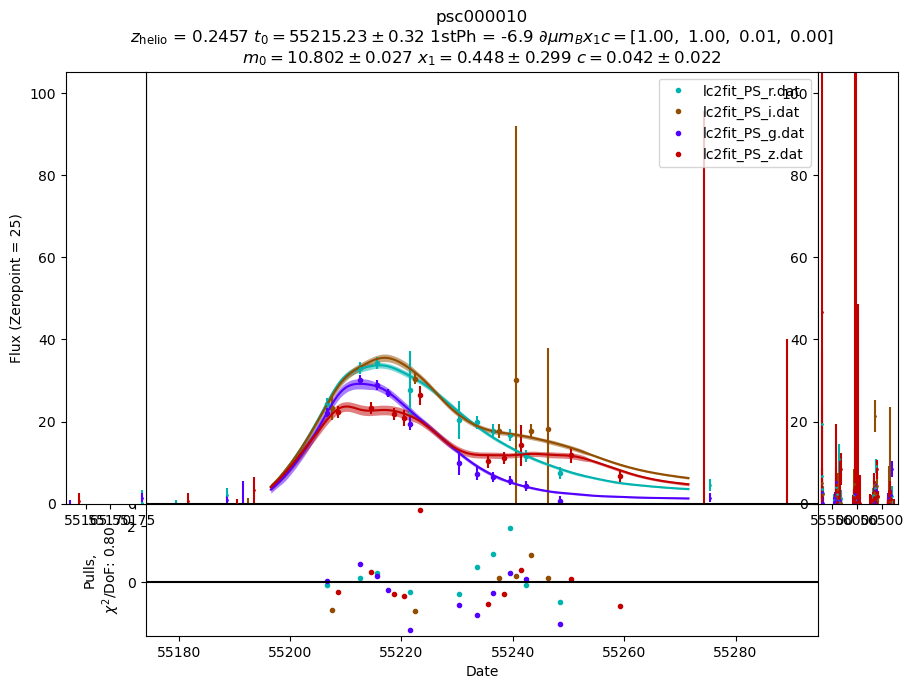 psc000010
z_helio = 0.2457 t_0 = 55215.23 ± 0.32 1stPh = -6.9 ∂μm_Bx_1c = [1.00, 1.00, 0.01, 0.00]
m_0 = 10.802 ± 0.027 x_1 = 0.448 ± 0.299 c = 0.042 ± 0.022
lc2fit_PS_r.dat
lc2fit_PS_i.dat
lc2fit_PS_g.dat
lc2fit_PS_z.dat
Flux (Zeropoint = 25)
100
80
60
40
20
0
100
80
60
40
20
0
55175
2
0
Pulls,
χ²/DoF: 0.80
55180
55200
55220
55240
55260
55280
Date